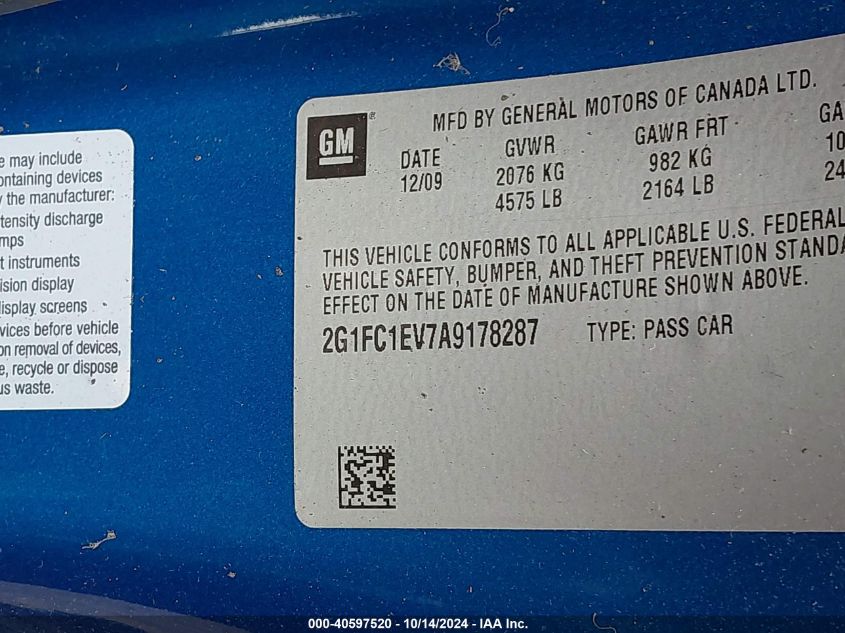 e may include
ontaining devices
y the manufacturer:
tensity discharge
mps
t instruments
ision display
display screens
vices before vehicle
on removal of devices,
e, recycle or dispose
us waste.
GM ®
MFD BY GENERAL MOTORS OF CANADA LTD.
DATE GVWR GAWR FRT GA
12/09 2076 KG 982 KG 10
4575 LB 2164 LB 24
THIS VEHICLE CONFORMS TO ALL APPLICABLE U.S. FEDERAL
VEHICLE SAFETY, BUMPER, AND THEFT PREVENTION STANDA
EFFECT ON THE DATE OF MANUFACTURE SHOWN ABOVE.
2G1FC1EV7A9178287 TYPE: PASS CAR
000-40597520 - 10/14/2024 - IAA Inc.